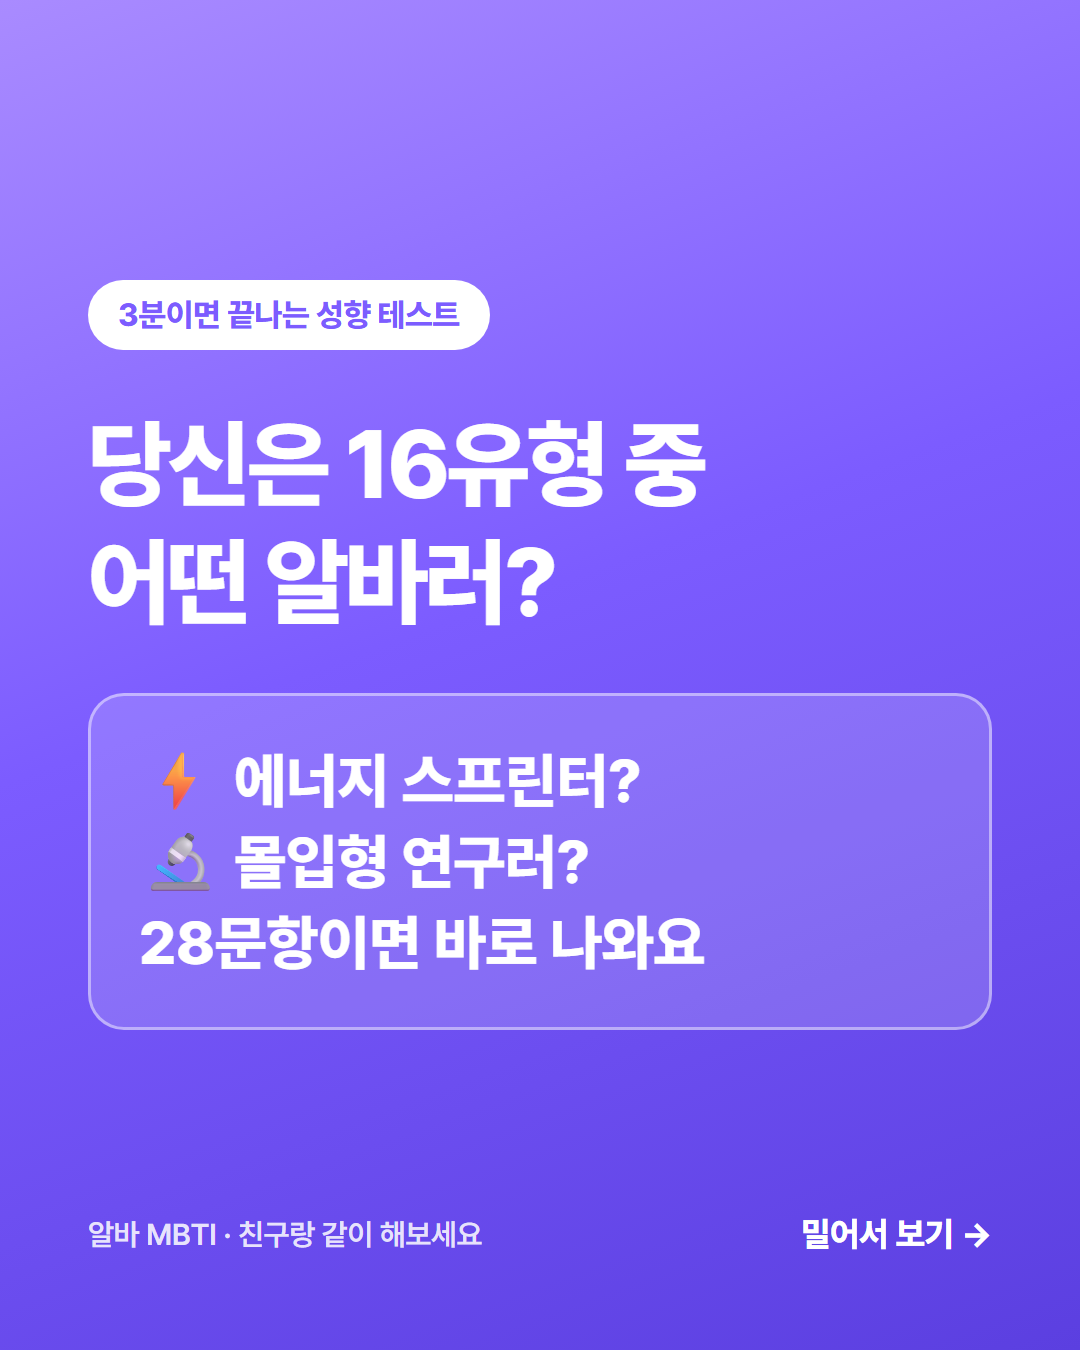 3분이면 끝나는 성향 테스트
당신은 16유형 중
어떤 알바러?
⚡ 에너지 스프린터?
🔬 몰입형 연구러?
28문항이면 바로 나와요
알바 MBTI · 친구랑 같이 해보세요
밀어서 보기 →